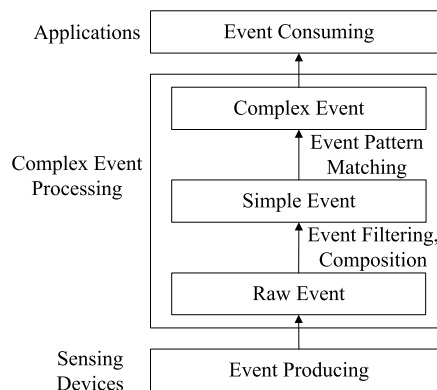 Applications
Event Consuming
Complex Event
Event Pattern
Matching
Complex Event
Processing
Simple Event
Event Filtering,
Composition
Raw Event
Sensing
Devices
Event Producing